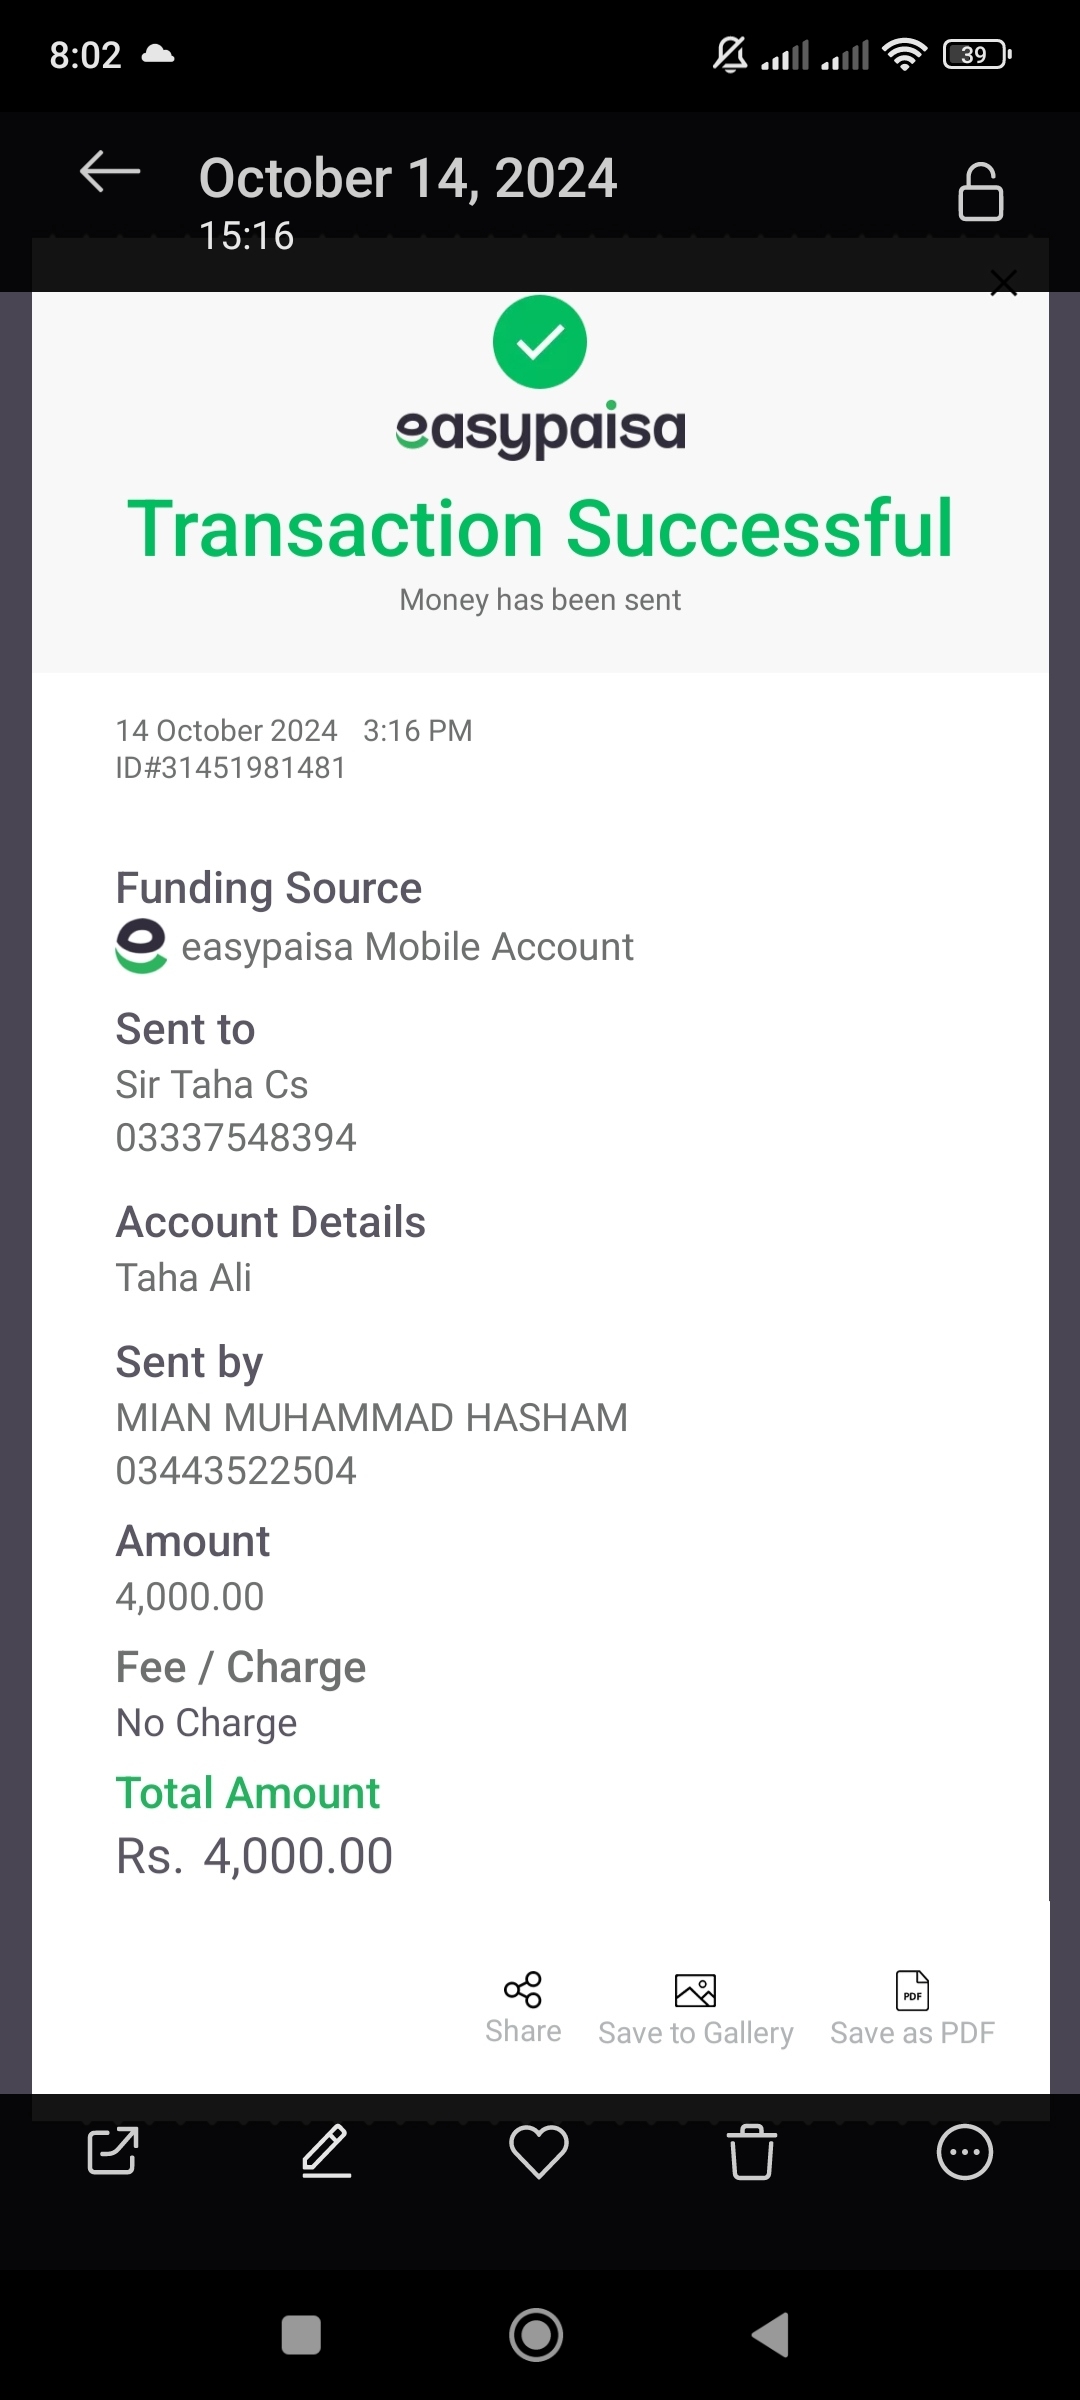 8:02
39
October 14, 2024
15:16
easypaisa
Transaction Successful
Money has been sent
14 October 2024 3:16 PM
ID#31451981481
Funding Source
easypaisa Mobile Account
Sent to
Sir Taha Cs
03337548394
Account Details
Taha Ali
Sent by
MIAN MUHAMMAD HASHAM
03443522504
Amount
4,000.00
Fee / Charge
No Charge
Total Amount
Rs. 4,000.00
PDF
Share
Save to Gallery
Save as PDF